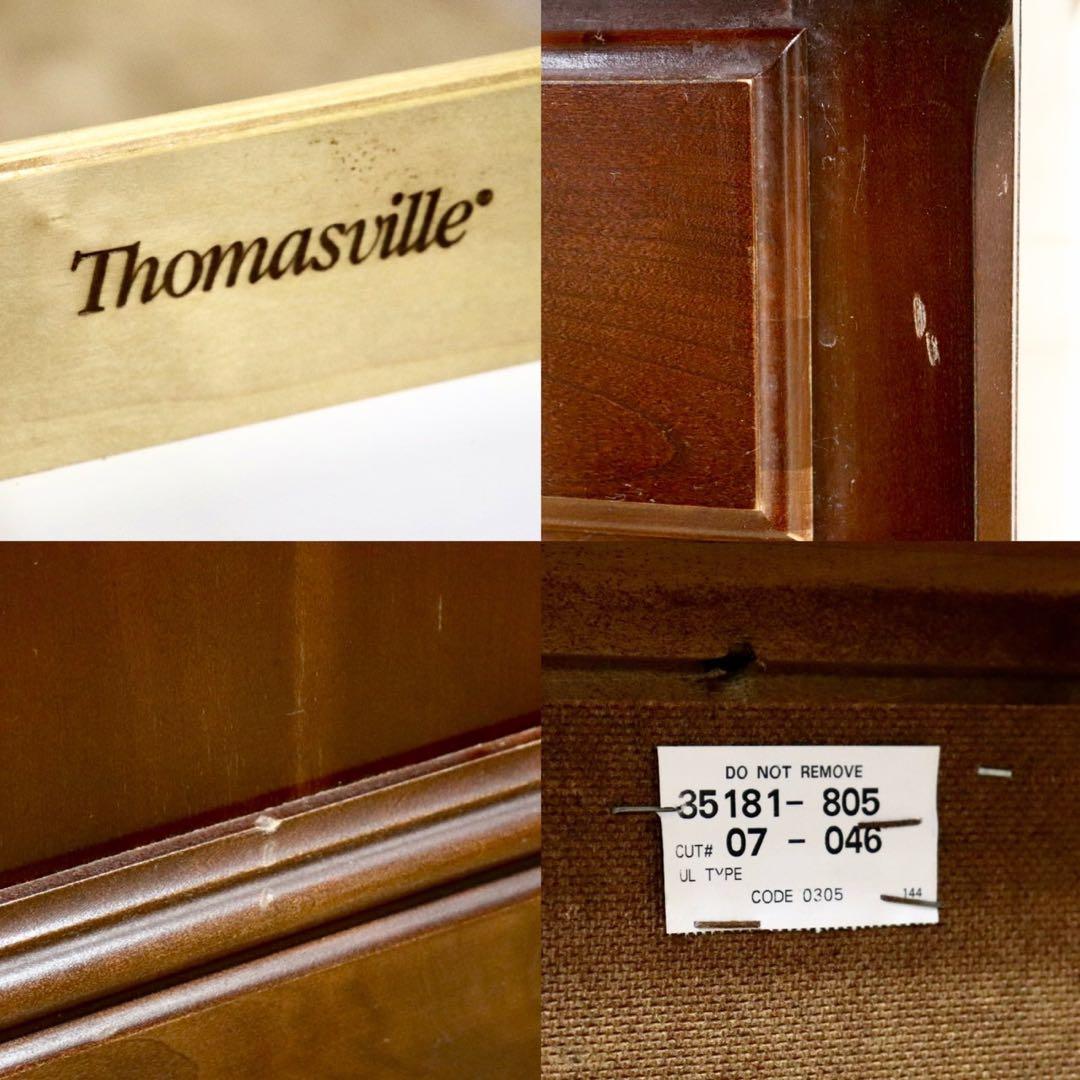 Thomasville®
DO NOT REMOVE
35181- 805
CUT# 07 - 046
UL TYPE
CODE 0305 144